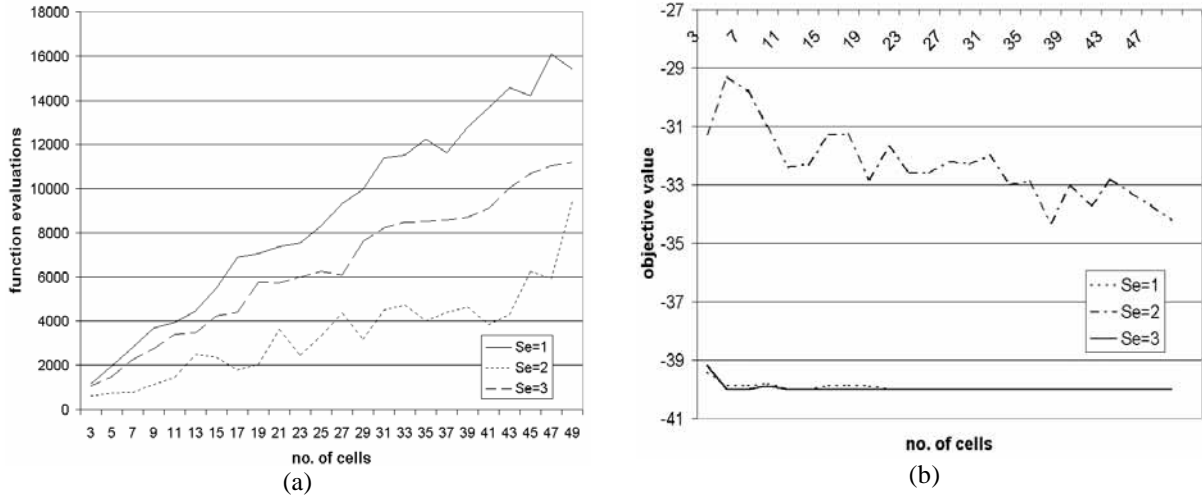 18000
16000
14000
12000
10000
8000
6000
4000
2000
0
function evaluations
3 5 7 9 11 13 15 17 19 21 23 25 27 29 31 33 35 37 39 41 43 45 47 49
no. of cells
Se=1
Se=2
Se=3
(a)
-27
-29
-31
-33
-35
-37
-39
-41
objective value
3 7 11 15 19 23 27 31 35 39 43 47
Se=1
Se=2
Se=3
no. of cells
(b)